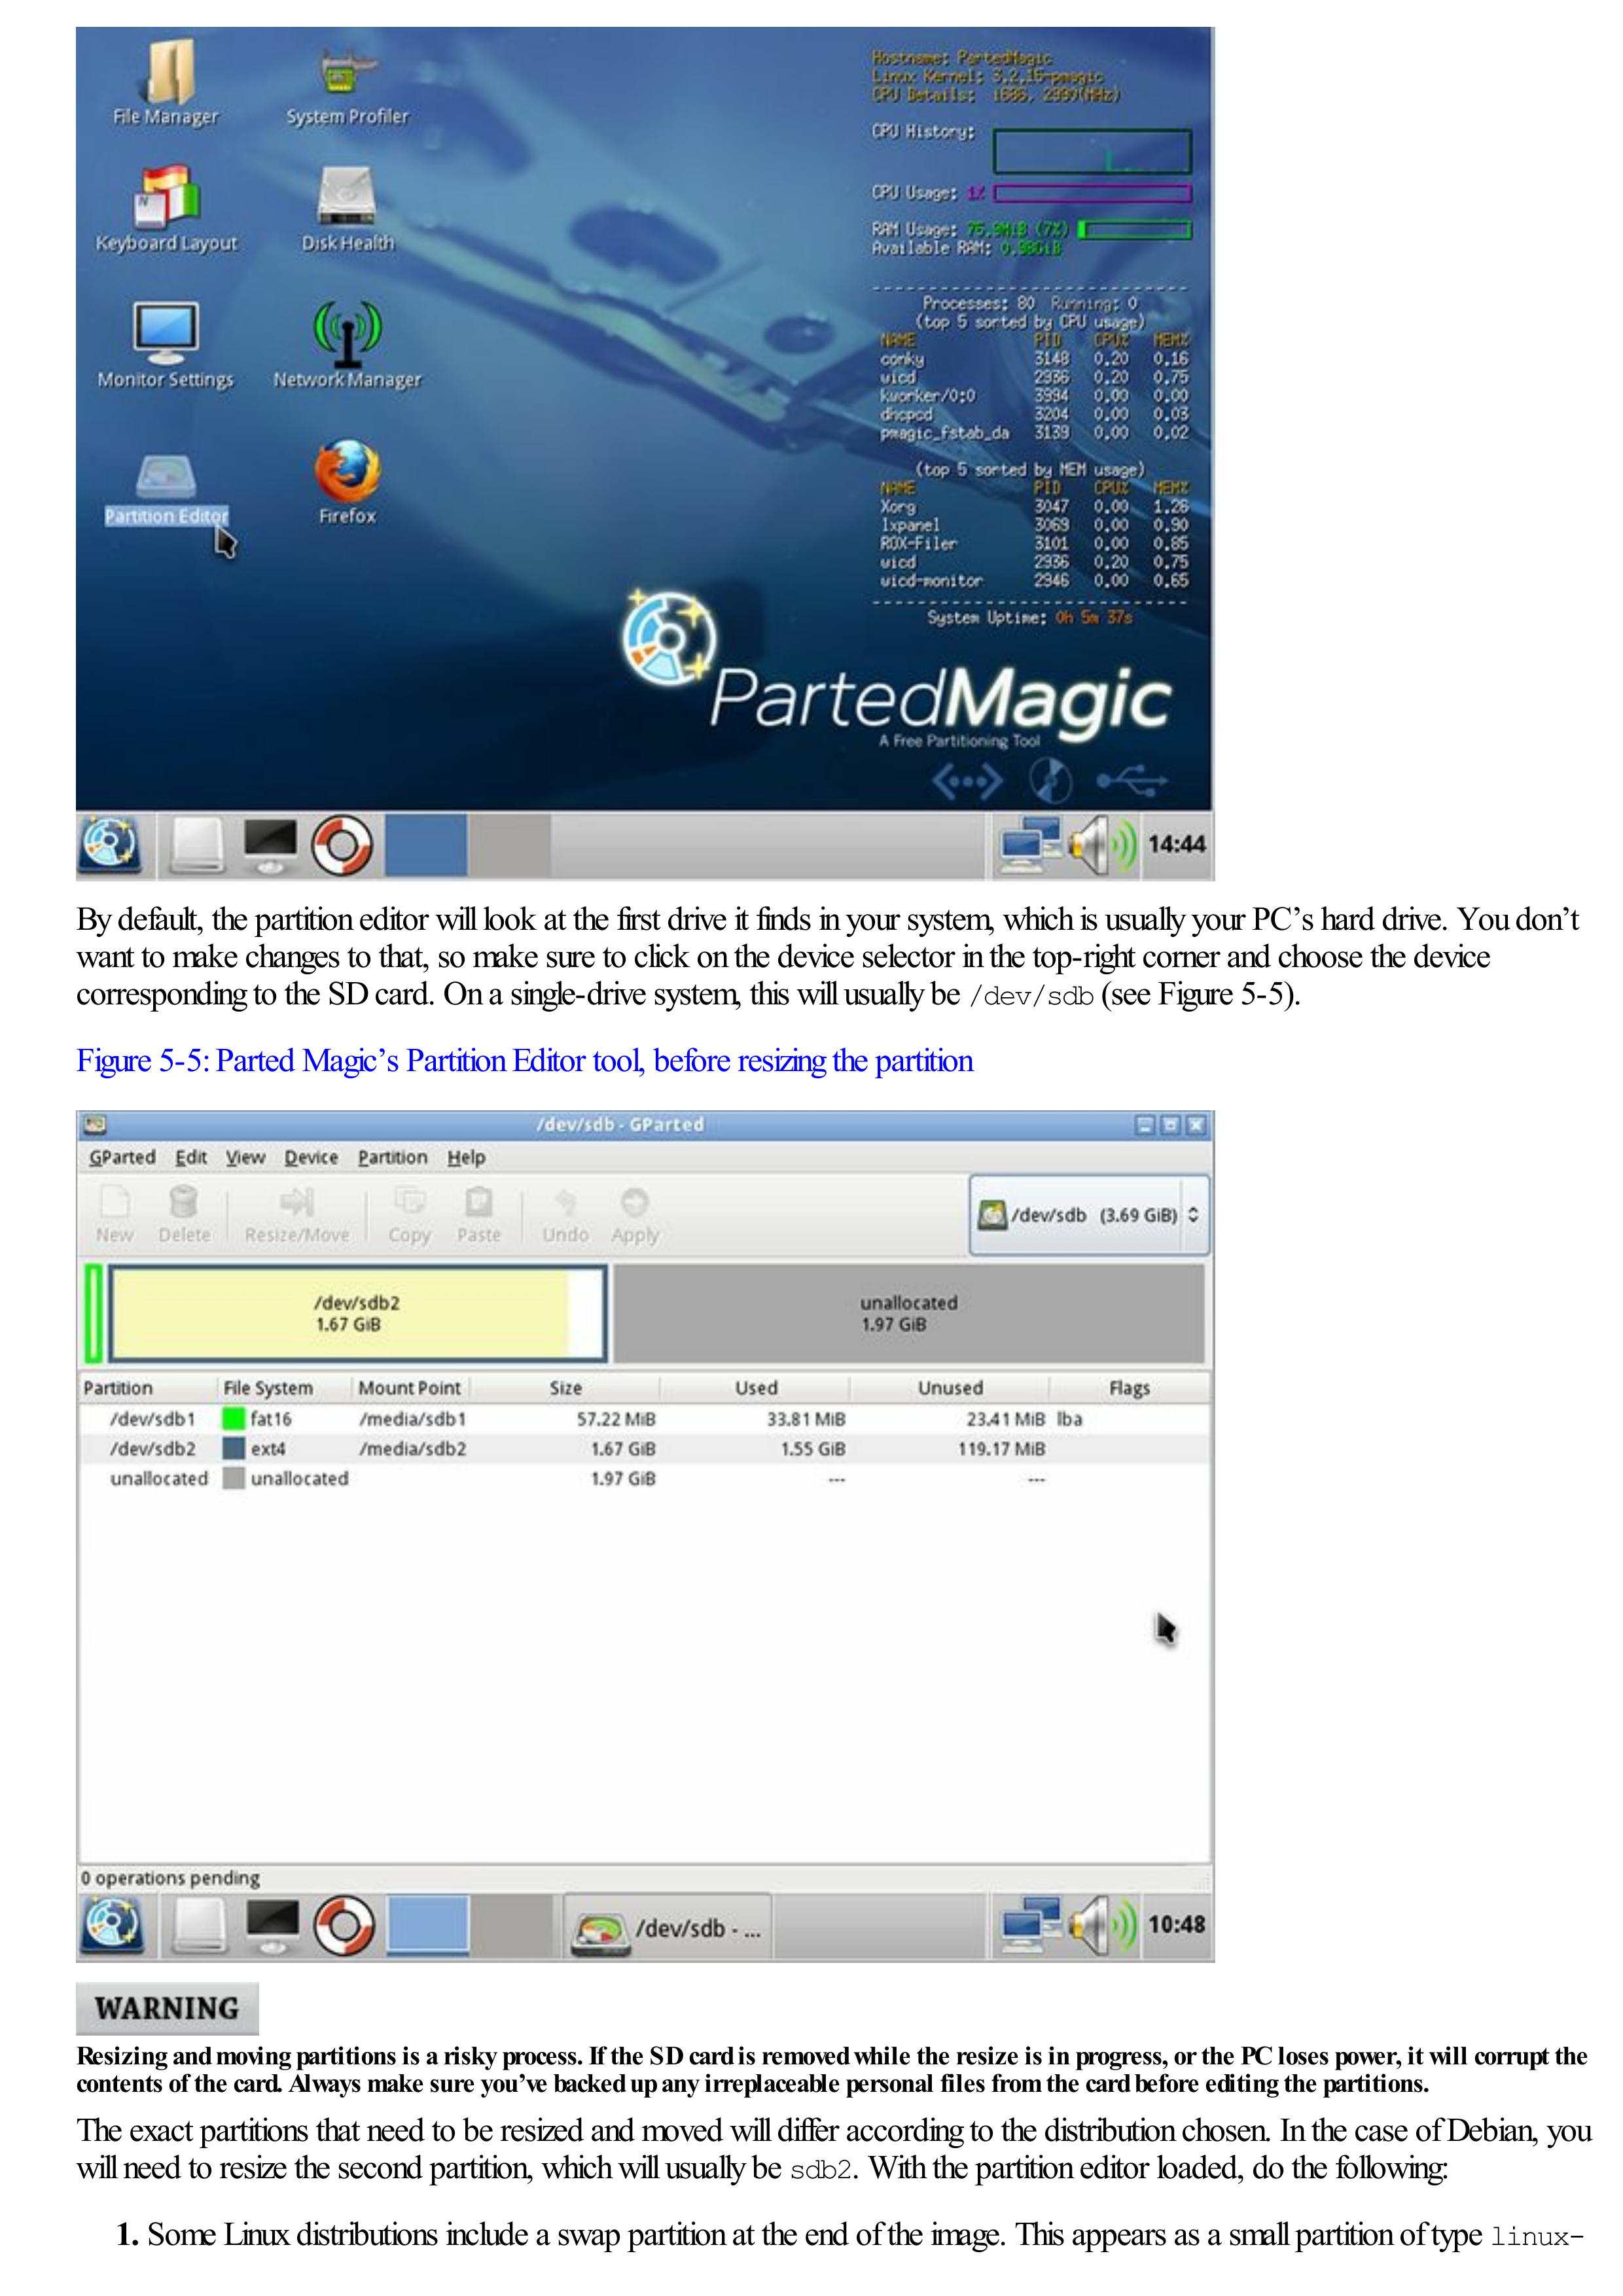 File Manager
System Profiler
Keyboard Layout
Disk Health
Monitor Settings
Network Manager
Partition Editor
Firefox
Hostname: PartedMagic
Linux Kernel: 3.2.15-pmagic
CPU Details: i686, 2990(MHz)
CPU History:
CPU Usage: 1%
RAM Usage: 75.9MiB (7%)
Available RAM: 0.98GiB
Processes: 80 Running: 0
(top 5 sorted by CPU usage)
NAME PID CPU% MEM%
conky 3148 0.20 0.16
wicd 2936 0.20 0.75
kworker/0:0 3994 0.00 0.00
dhcpcd 3204 0.00 0.03
pmagic_fstab_da 3139 0.00 0.02
(top 5 sorted by MEM usage)
NAME PID CPU% MEM%
Xorg 3047 0.00 1.26
lxpanel 3069 0.00 0.90
ROX-Filer 3101 0.00 0.85
wicd 2936 0.20 0.75
wicd-monitor 2946 0.00 0.65
System Uptime: 0h 5m 37s
PartedMagic
A Free Partitioning Tool
14:44
By default, the partition editor will look at the first drive it finds in your system, which is usually your PC’s hard drive. You don’t
want to make changes to that, so make sure to click on the device selector in the top-right corner and choose the device
corresponding to the SD card. On a single-drive system, this will usually be /dev/sdb (see Figure 5-5).
Figure 5-5: Parted Magic’s Partition Editor tool, before resizing the partition
/dev/sdb - GParted
GParted Edit View Device Partition Help
New Delete Resize/Move Copy Paste Undo Apply
/dev/sdb (3.69 GiB)
/dev/sdb2
1.67 GiB
unallocated
1.97 GiB
Partition File System Mount Point Size Used Unused Flags
/dev/sdb1 fat16 /media/sdb1 57.22 MiB 33.81 MiB 23.41 MiB lba
/dev/sdb2 ext4 /media/sdb2 1.67 GiB 1.55 GiB 119.17 MiB
unallocated unallocated 1.97 GiB --- ---
0 operations pending
/dev/sdb - ...
10:48
WARNING
Resizing and moving partitions is a risky process. If the SD card is removed while the resize is in progress, or the PC loses power, it will corrupt the
contents of the card. Always make sure you’ve backed up any irreplaceable personal files from the card before editing the partitions.
The exact partitions that need to be resized and moved will differ according to the distribution chosen. In the case of Debian, you
will need to resize the second partition, which will usually be sdb2. With the partition editor loaded, do the following:
1. Some Linux distributions include a swap partition at the end of the image. This appears as a small partition of type linux-